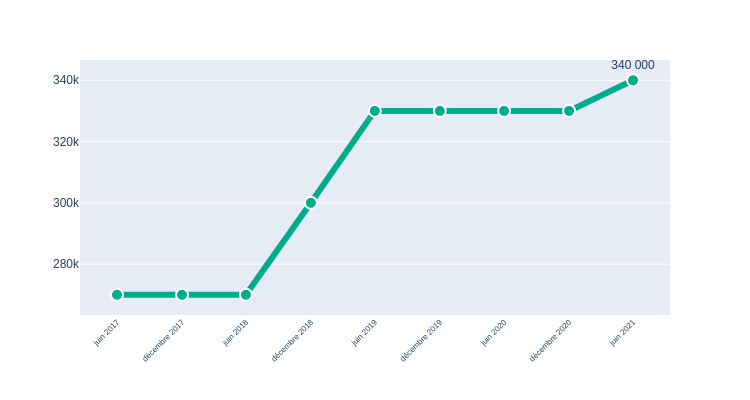 340 000
340k
320k
300k
280k
juin 2017
décembre 2017
juin 2018
décembre 2018
juin 2019
décembre 2019
juin 2020
décembre 2020
juin 2021